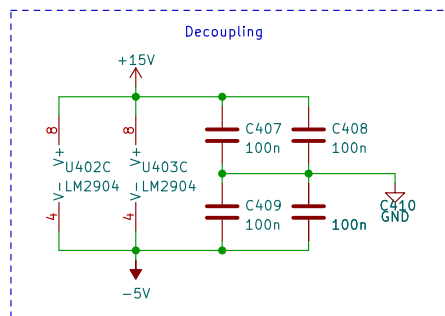 Decoupling
+15V
8
V+
U402C
LM2904
V-
4
8
V+
U403C
LM2904
V-
4
C407
100n
C408
100n
C409
100n
100n
C410
GND
-5V